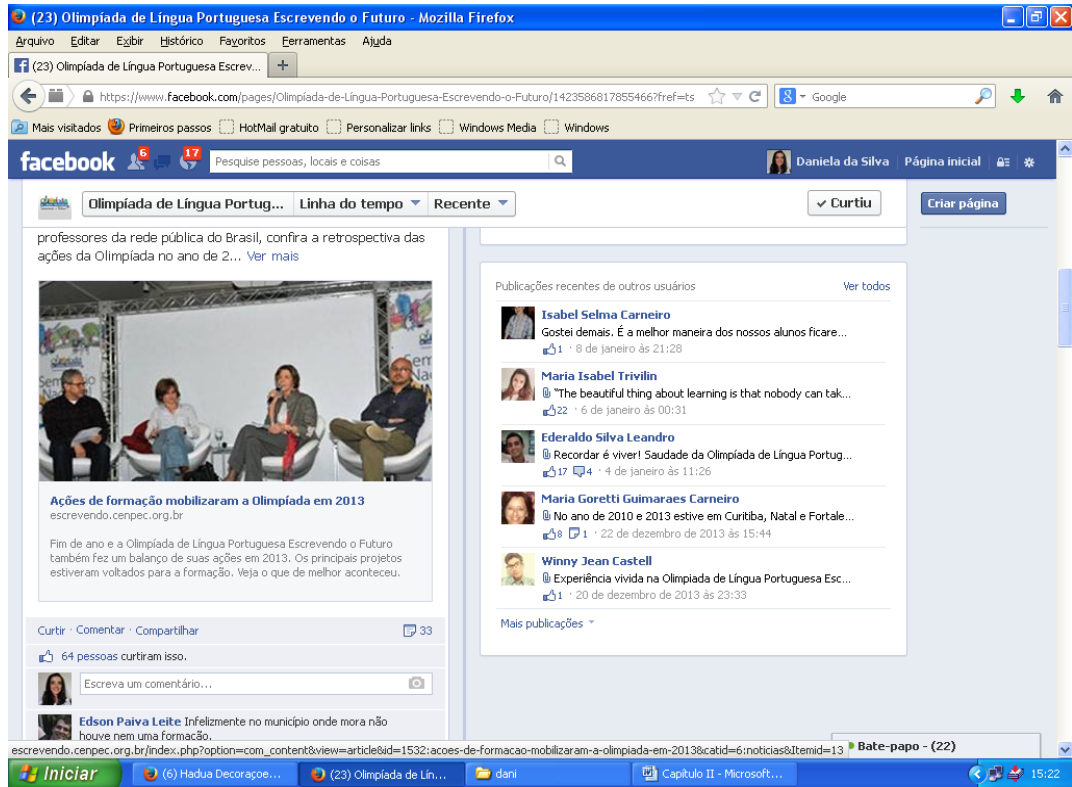 (23) Olimpíada de Língua Portuguesa Escrevendo o Futuro - Mozilla Firefox
Arquivo Editar Exibir Histórico Favoritos Ferramentas Ajuda
(23) Olimpíada de Língua Portuguesa Escrev... +
https://www.facebook.com/pages/Olimpíada-de-Língua-Portuguesa-Escrevendo-o-Futuro/1423586817855466?fref=ts Google
Mais visitados Primeiros passos HotMail gratuito Personalizar links Windows Media Windows
facebook 6 17 Pesquise pessoas, locais e coisas Daniela da Silva Página inicial
Olimpíada de Língua Portug... Linha do tempo Recente Curtiu Criar página
professores da rede pública do Brasil, confira a retrospectiva das
ações da Olimpíada no ano de 2... Ver mais
Ações de formação mobilizaram a Olimpíada em 2013
escrevendo.cenpec.org.br
Fim de ano e a Olimpíada de Língua Portuguesa Escrevendo o Futuro
também fez um balanço de suas ações em 2013. Os principais projetos
estiveram voltados para a formação. Veja o que de melhor aconteceu.
Curtir · Comentar · Compartilhar 33
64 pessoas curtiram isso.
Escreva um comentário...
Edson Paiva Leite Infelizmente no município onde mora não
houve nem uma formação.
Publicações recentes de outros usuários Ver todos
Isabel Selma Carneiro
Gostei demais. É a melhor maneira dos nossos alunos ficare...
1 · 8 de janeiro às 21:28
Maria Isabel Trivilin
"The beautiful thing about learning is that nobody can tak...
22 · 6 de janeiro às 00:31
Ederaldo Silva Leandro
Recordar é viver! Saudade da Olimpíada de Língua Portug...
17 4 · 4 de janeiro às 11:26
Maria Goretti Guimaraes Carneiro
No ano de 2010 e 2013 estive em Curitiba, Natal e Fortale...
8 1 · 22 de dezembro de 2013 às 15:44
Winny Jean Castell
Experiência vivida na Olimpiada de Língua Portuguesa Esc...
1 · 20 de dezembro de 2013 às 23:33
Mais publicações
escrevendo.cenpec.org.br/index.php?option=com_content&view=article&id=1532:acoes-de-formacao-mobilizaram-a-olimpiada-em-2013&catid=6:noticias&Itemid=13
Bate-papo - (22)
Iniciar (6) Hadua Decoraçoe... (23) Olimpíada de Lín... dani Capítulo II - Microsoft... 15:22